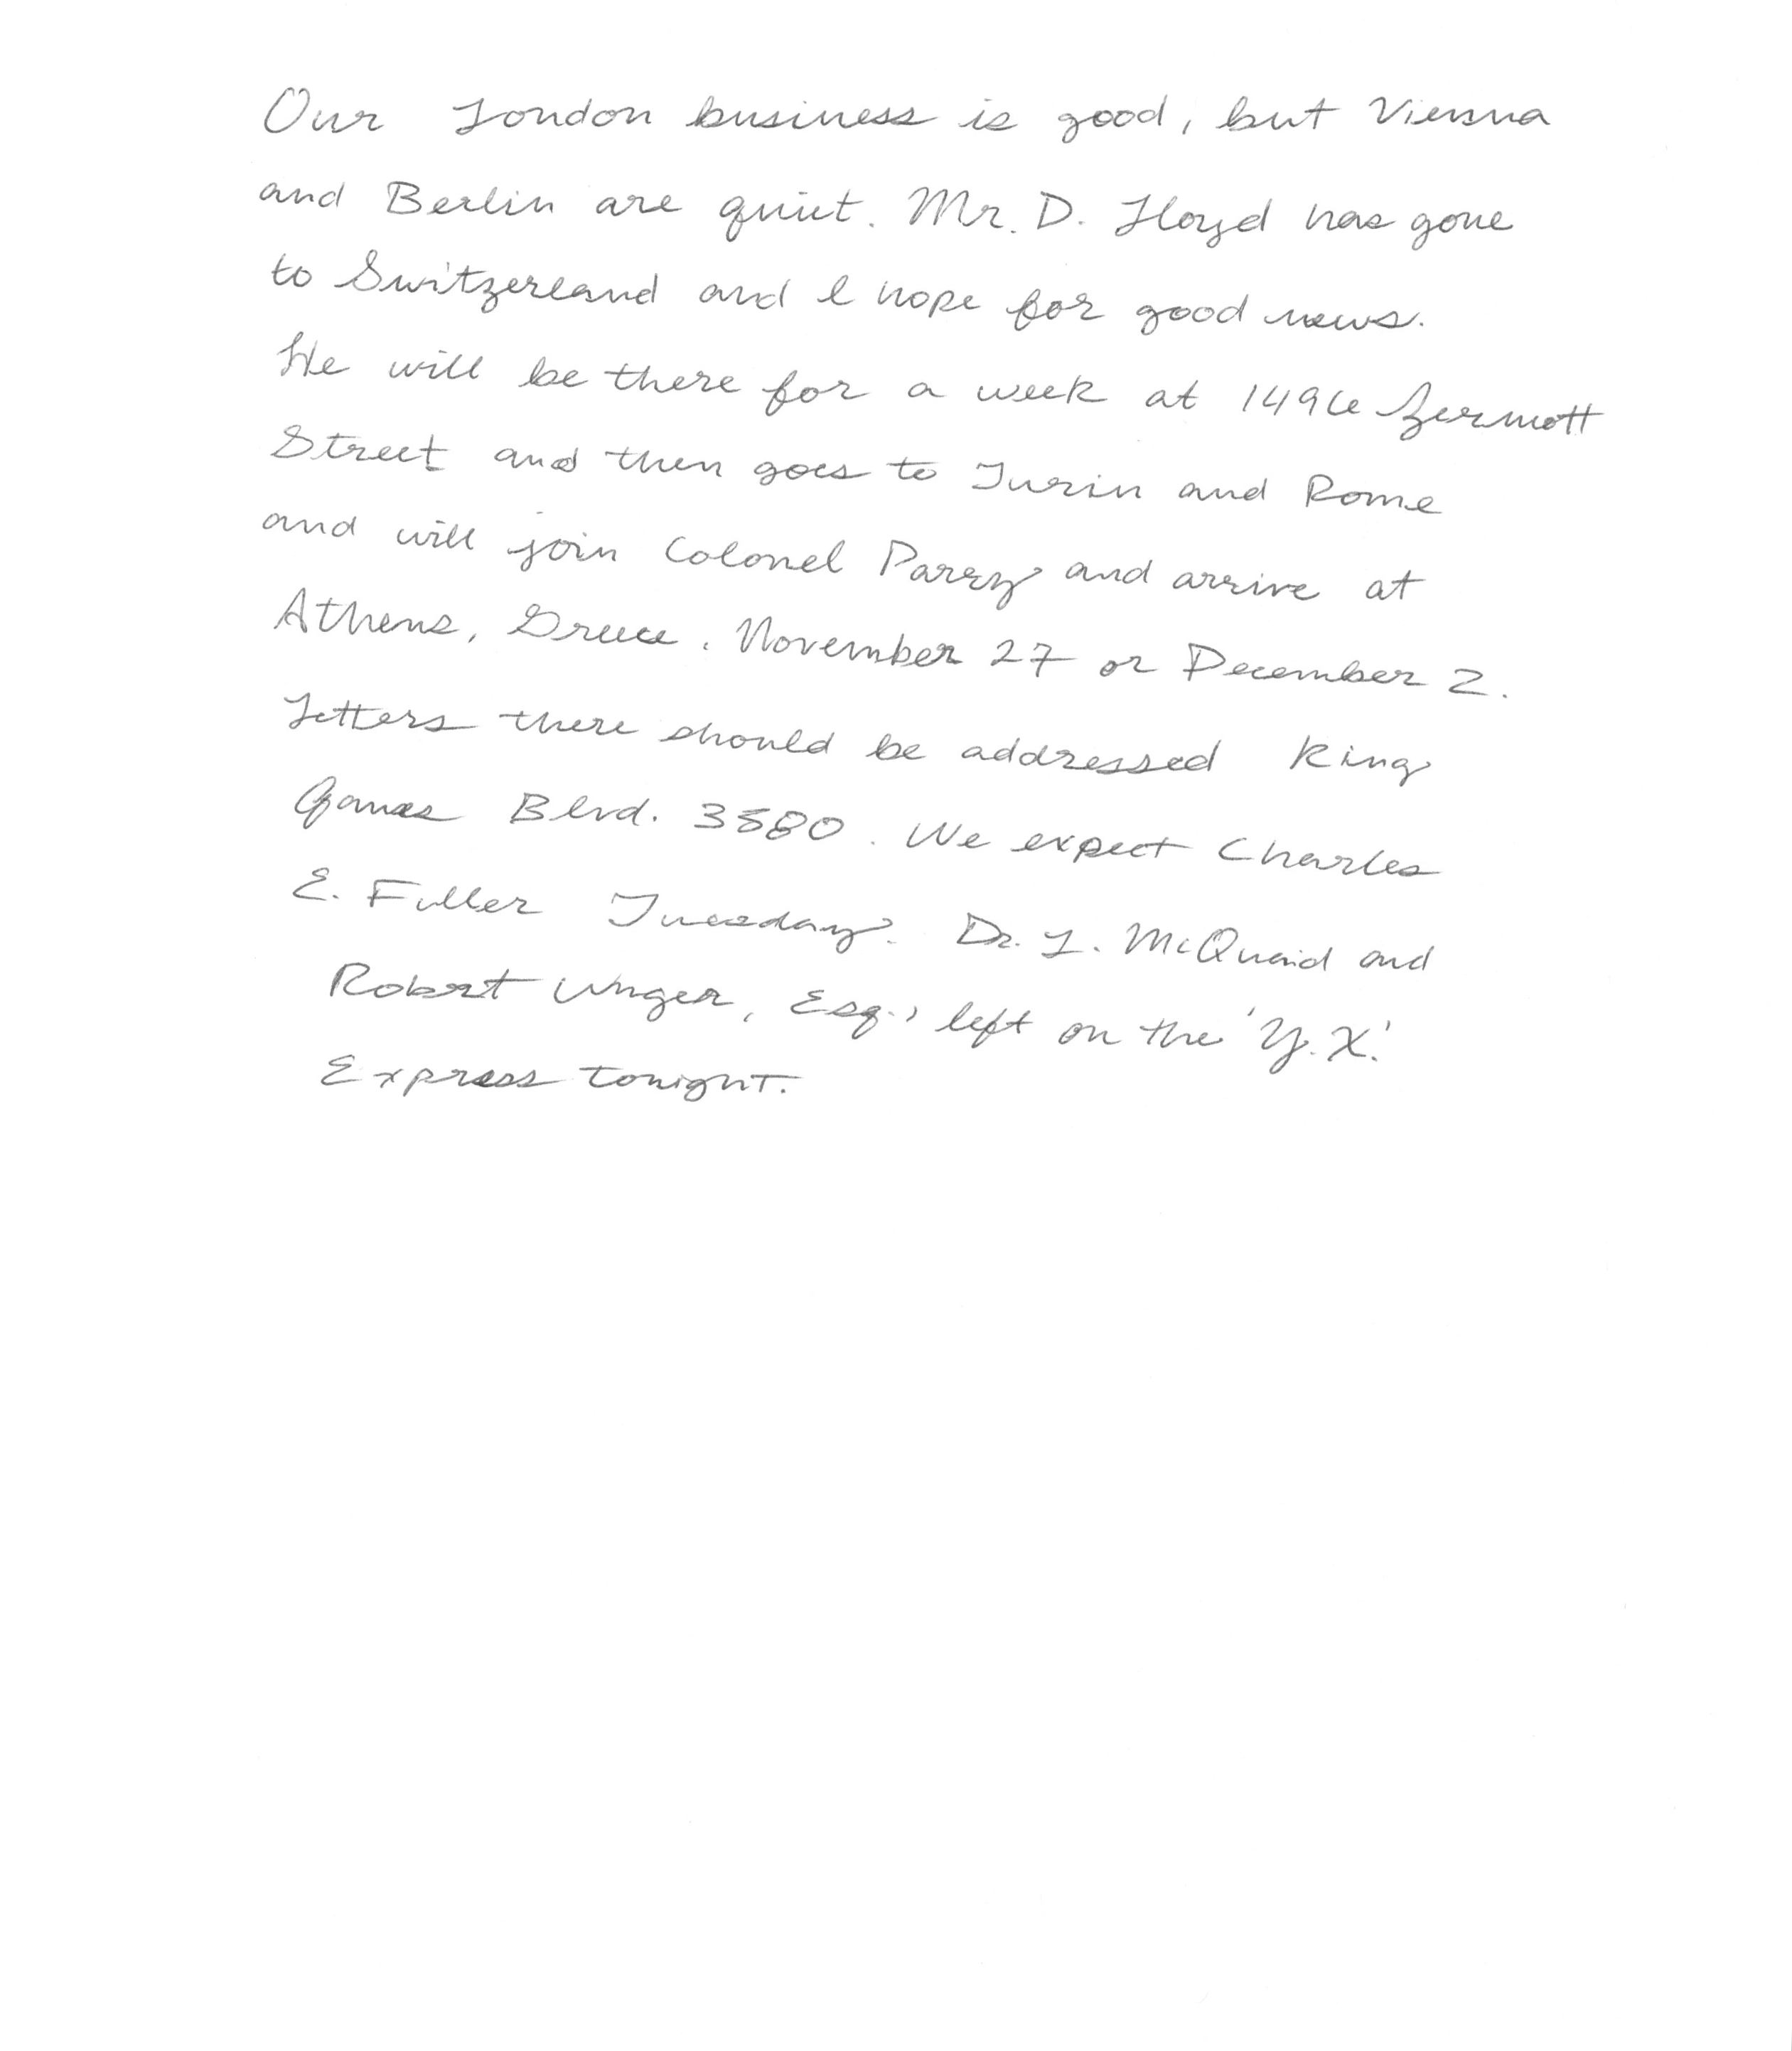 Our London business is good, but Vienna
and Berlin are quiet. Mr. D. Lloyd has gone
to Switzerland and I hope for good news.
He will be there for a week at 1496 Zermott
Street and then goes to Turin and Rome
and will join Colonel Parry and arrive at
Athens, Greece, November 27 or December 2.
Letters there should be addressed King
James Blvd. 3580. We expect Charles
E. Fuller Tuesday. Dr. L. McQuaid and
Robert Unger, Esq., left on the 'Y.X.'
Express tonight.